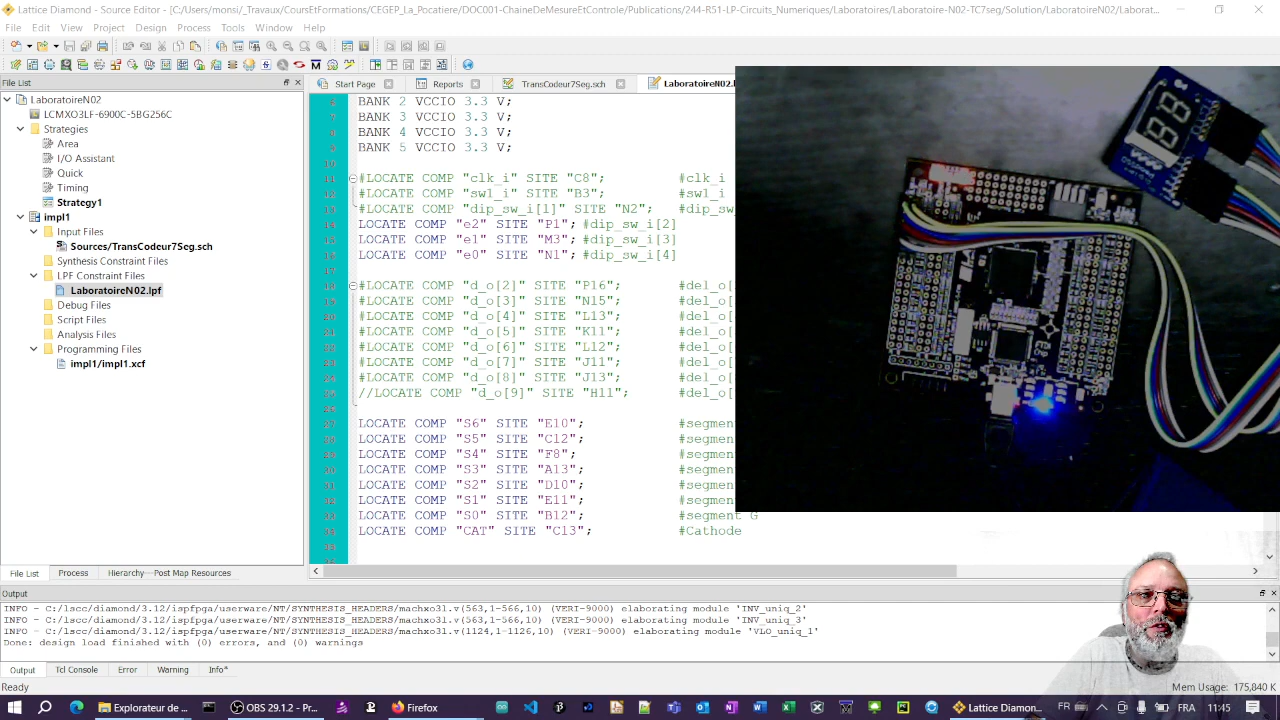 Lattice Diamond - Source Editor - [C:/Users/monsi/_Travaux/CoursEtFormations/CEGEP_La_Pocatiere/DOC001-ChaineDeMesureEtControle/Publications/244-R51-LP-Circuits_Numeriques/Laboratoires/Laboratoire-N02-TC7seg/Solution/LaboratoireN02/Laborat...
File Edit View Project Design Process Tools Window Help
File List
Start Page
Reports
TransCodeur7Seg.sch
LaboratoireN02.l
LaboratoireN02
LCMXO3LF-6900C-5BG256C
Strategies
Area
I/O Assistant
Quick
Timing
Strategy1
impl1
Input Files
Sources/TransCodeur7Seg.sch
Synthesis Constraint Files
LPF Constraint Files
LaboratoireN02.lpf
Debug Files
Script Files
Analysis Files
Programming Files
impl1/impl1.xcf
BANK 2 VCCIO 3.3 V;
BANK 3 VCCIO 3.3 V;
BANK 4 VCCIO 3.3 V;
BANK 5 VCCIO 3.3 V;
#LOCATE COMP "clk_i" SITE "C8"; #clk_i
#LOCATE COMP "sw1_i" SITE "B3"; #sw1_i
#LOCATE COMP "dip_sw_i[1]" SITE "N2"; #dip_sw
LOCATE COMP "e2" SITE "P1"; #dip_sw_i[2]
LOCATE COMP "e1" SITE "M3"; #dip_sw_i[3]
LOCATE COMP "e0" SITE "N1"; #dip_sw_i[4]
#LOCATE COMP "d_o[2]" SITE "P16"; #del_o[
#LOCATE COMP "d_o[3]" SITE "N15"; #del_o[
#LOCATE COMP "d_o[4]" SITE "L13"; #del_o[
#LOCATE COMP "d_o[5]" SITE "K11"; #del_o[
#LOCATE COMP "d_o[6]" SITE "L12"; #del_o[
#LOCATE COMP "d_o[7]" SITE "J11"; #del_o[
#LOCATE COMP "d_o[8]" SITE "J13"; #del_o[
//LOCATE COMP "d_o[9]" SITE "H11"; #del_o[
LOCATE COMP "S6" SITE "E10"; #segment
LOCATE COMP "S5" SITE "C12"; #segment
LOCATE COMP "S4" SITE "F8"; #segment
LOCATE COMP "S3" SITE "A13"; #segment
LOCATE COMP "S2" SITE "D10"; #segment
LOCATE COMP "S1" SITE "E11"; #segment
LOCATE COMP "S0" SITE "B12"; #segment G
LOCATE COMP "CAT" SITE "C13"; #Cathode
File List Process Hierarchy—Post Map Resources
Output
INFO - C:/lscc/diamond/3.12/ispfpga/userware/NT/SYNTHESIS_HEADERS/machxo3l.v(563,1-566,10) (VERI-9000) elaborating module 'INV_uniq_2'
INFO - C:/lscc/diamond/3.12/ispfpga/userware/NT/SYNTHESIS_HEADERS/machxo3l.v(563,1-566,10) (VERI-9000) elaborating module 'INV_uniq_3'
INFO - C:/lscc/diamond/3.12/ispfpga/userware/NT/SYNTHESIS_HEADERS/machxo3l.v(1124,1-1126,10) (VERI-9000) elaborating module 'VLO_uniq_1'
Done: design load finished with (0) errors, and (0) warnings
Output Tcl Console Error Warning Info*
Ready
Mem Usage: 175,840 K
Explorateur de ...
OBS 29.1.2 - Pr...
Firefox
Lattice Diamon...
FR
FRA
11:45